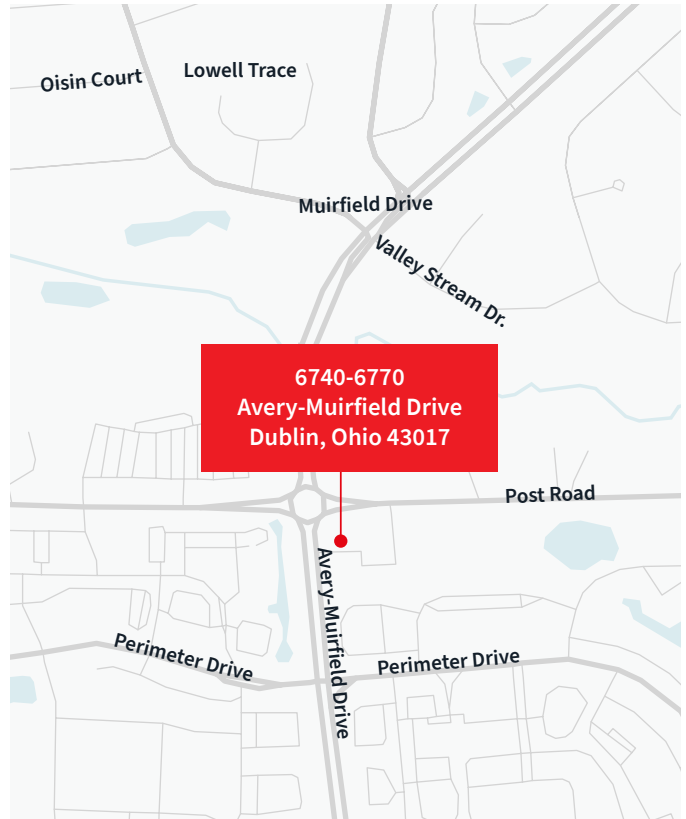 Oisin Court
Lowell Trace
Muirfield Drive
Valley Stream Dr.
6740-6770
Avery-Muirfield Drive
Dublin, Ohio 43017
Post Road
Avery-Muirfield Drive
Perimeter Drive
Perimeter Drive